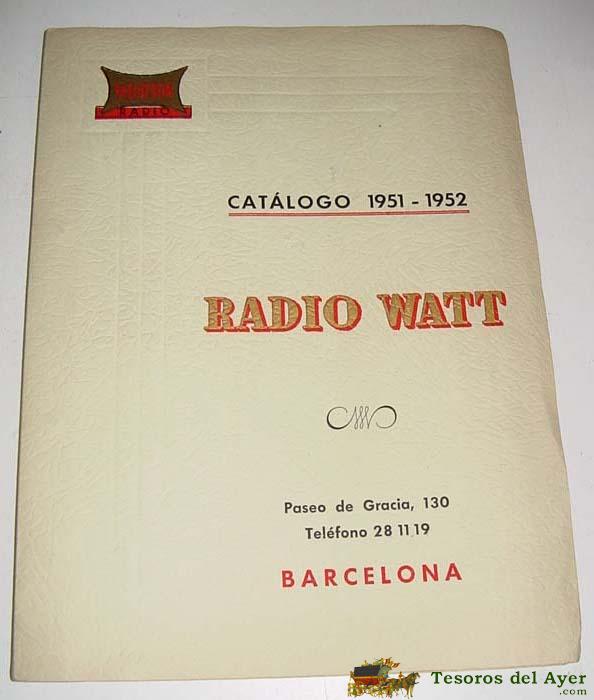 RADIO
CATÁLOGO 1951 - 1952
RADIO WATT
Paseo de Gracia, 130
Teléfono 28 11 19
BARCELONA
Tesoros del Ayer
.com